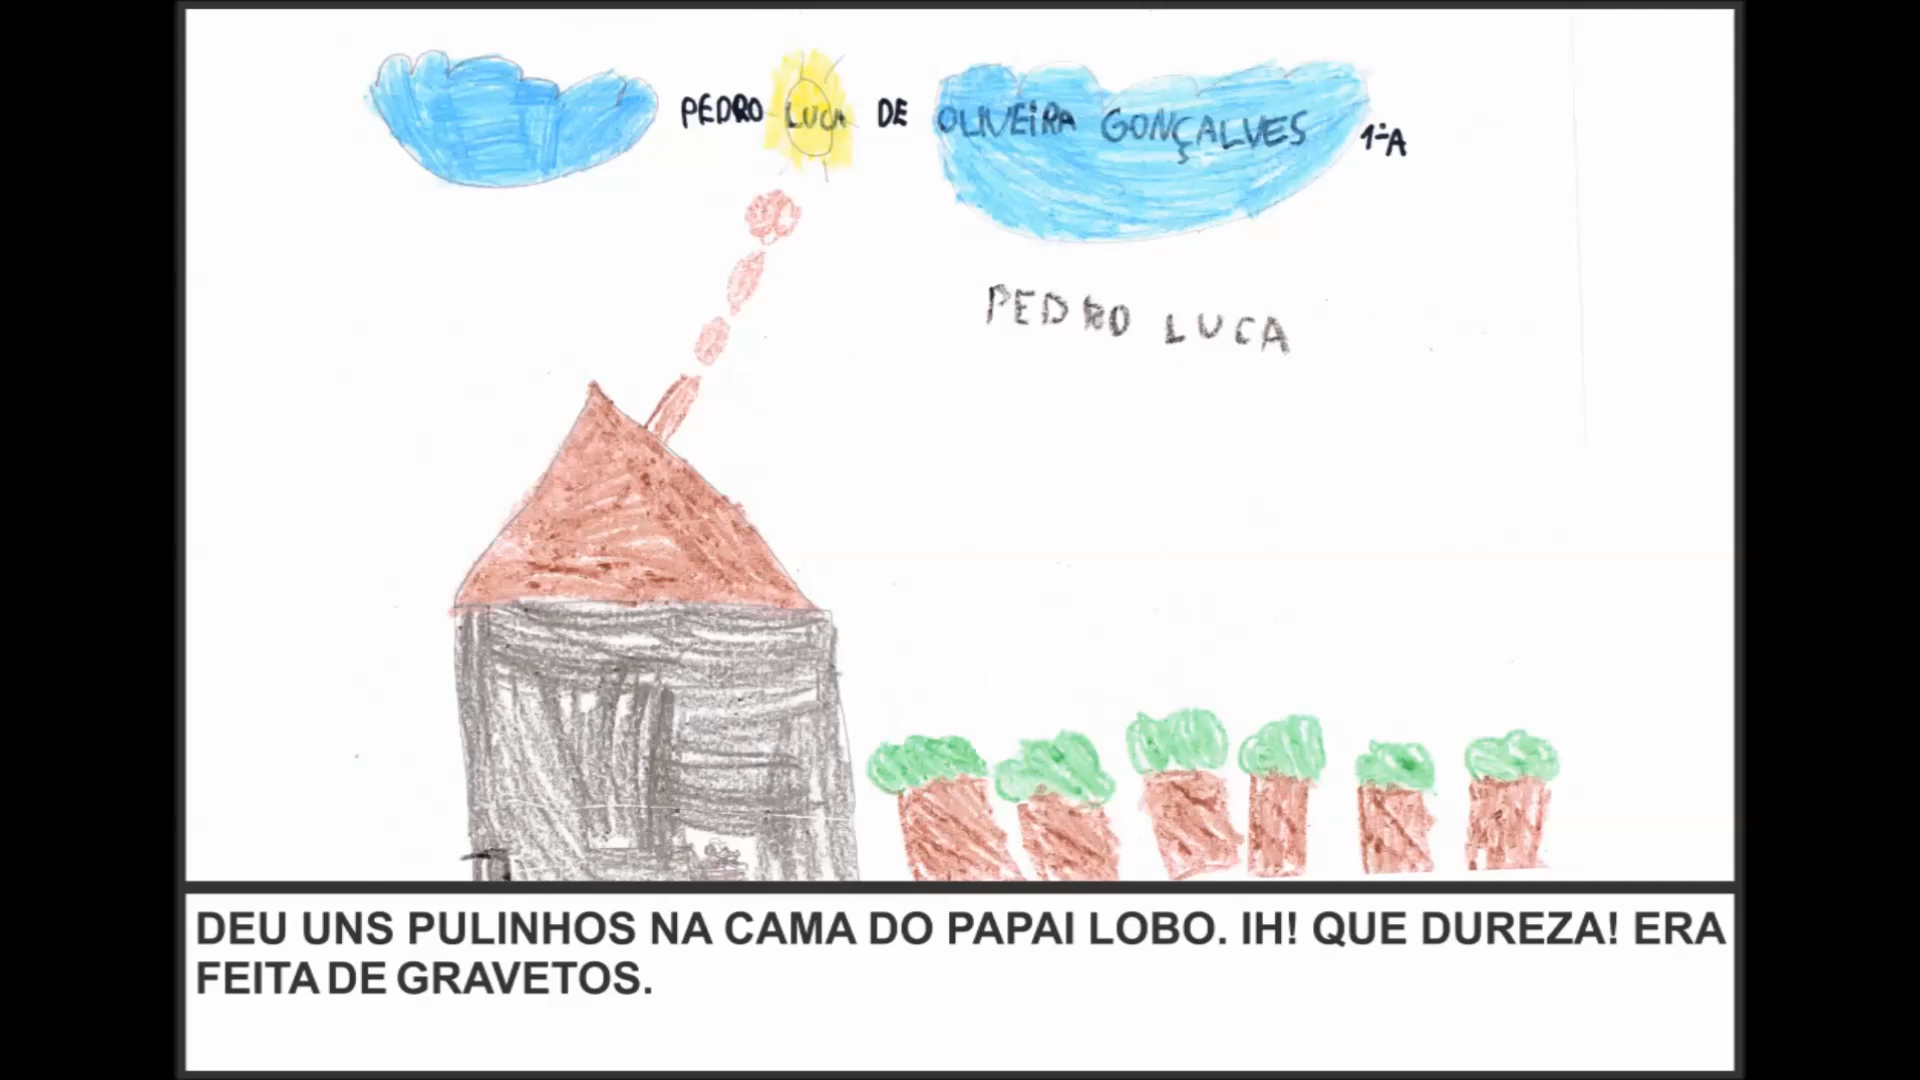 PEDRO LUCA DE OLIVEIRA GONÇALVES 1ºA
PEDRO LUCA
DEU UNS PULINHOS NA CAMA DO PAPAI LOBO. IH! QUE DUREZA! ERA
FEITA DE GRAVETOS.